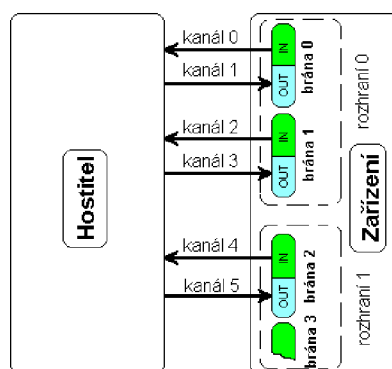 kanál 0
kanál 1
kanál 2
kanál 3
kanál 4
kanál 5
Hostitel
IN
OUT
brána 0
IN
OUT
brána 1
rozhraní 0
IN
OUT
brána 2
brána 3
rozhraní 1
Zařízení